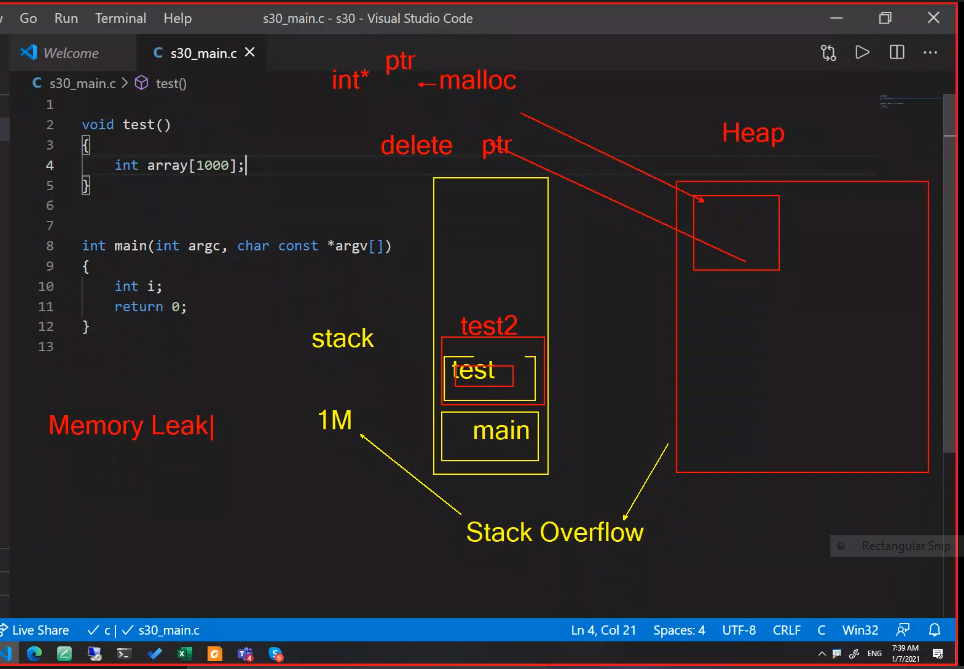 Go Run Terminal Help s30_main.c - s30 - Visual Studio Code
Welcome C s30_main.c
C s30_main.c > test()
1
2 void test()
3 {
4 int array[1000];
5 }
6
7
8 int main(int argc, char const *argv[])
9 {
10 int i;
11 return 0;
12 }
13
ptr
int* ←malloc
delete ptr
Heap
test2
stack
test
1M
main
Memory Leak|
Stack Overflow
Rectangular Snip
Live Share ✓ c | ✓ s30_main.c Ln 4, Col 21 Spaces: 4 UTF-8 CRLF C Win32
ENG 7:39 AM
1/7/2021